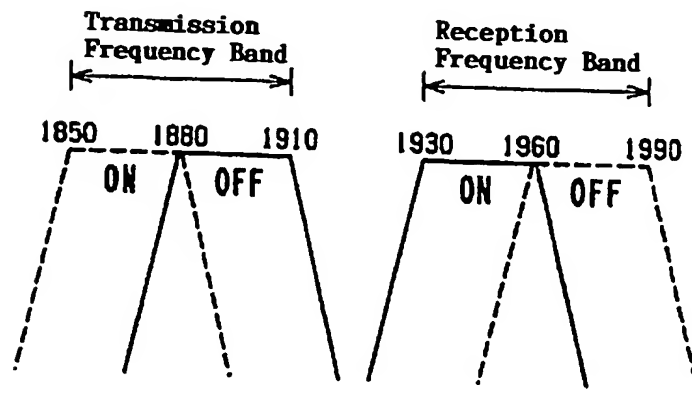 Transmission
Frequency Band
Reception
Frequency Band
1850 1880 1910
1930 1960 1990
ON OFF
ON OFF